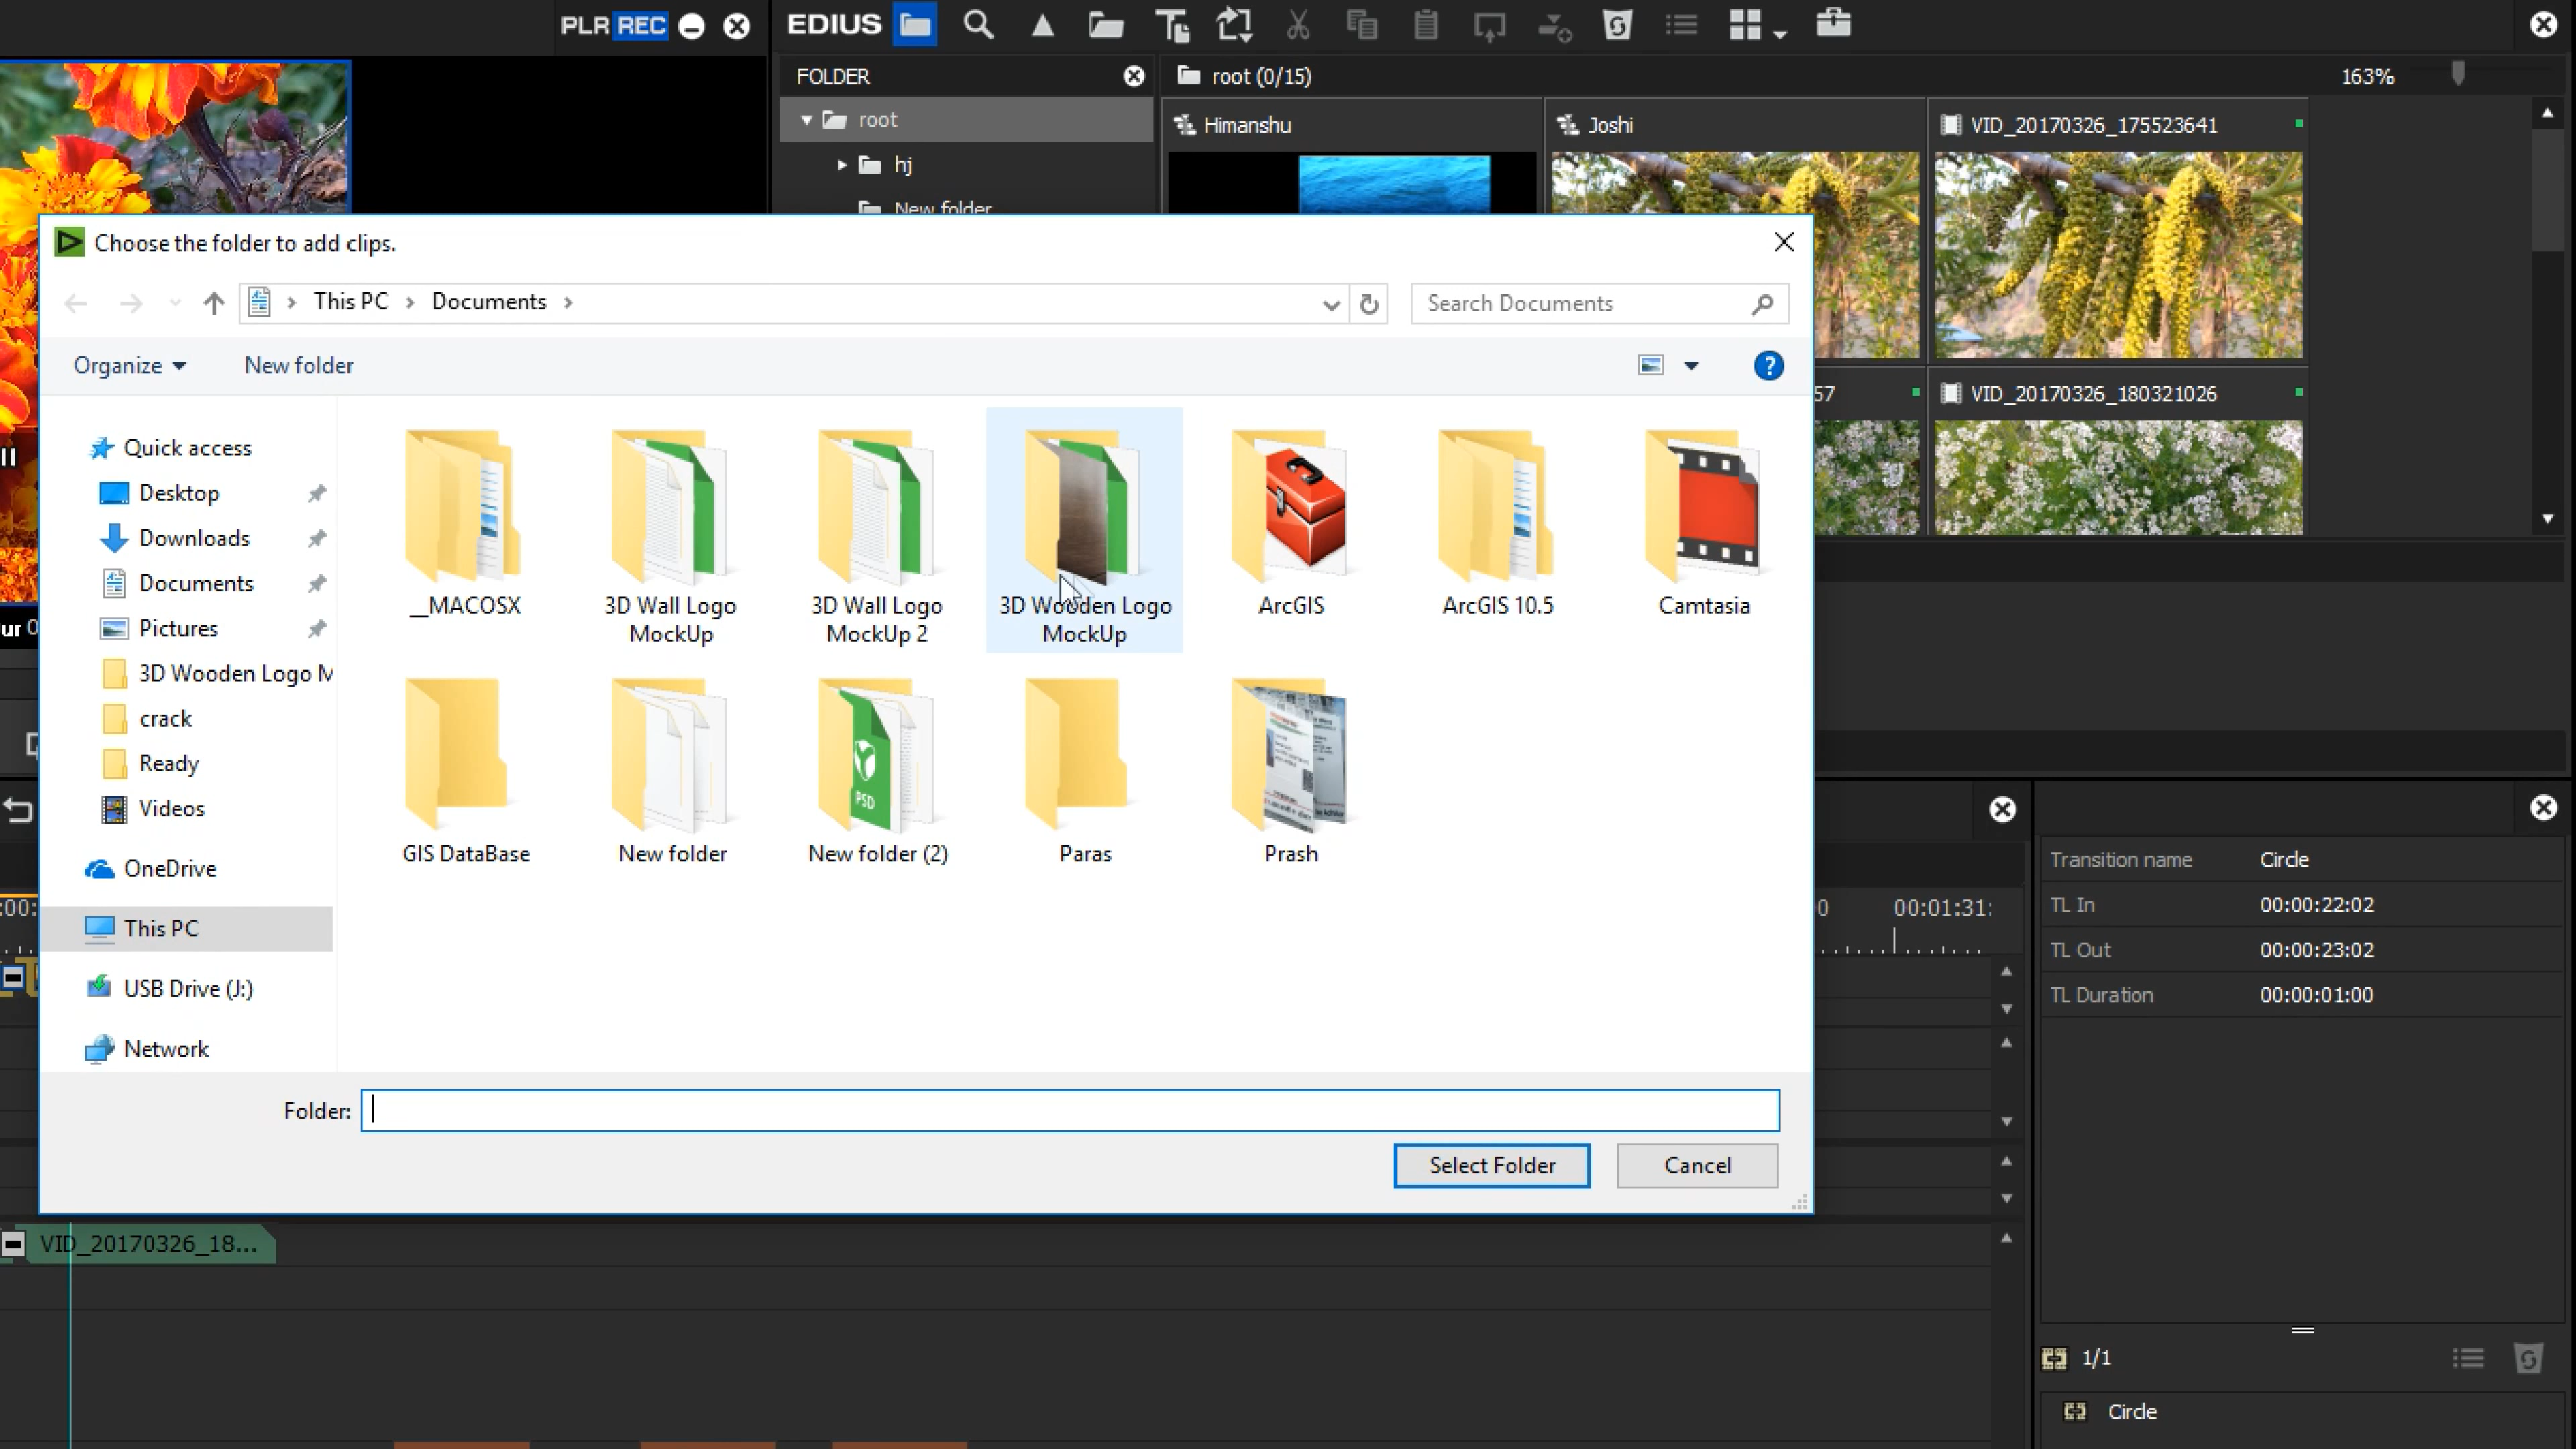 PLR REC
EDIUS
FOLDER
root (0/15)
163%
root
hj
New folder
Himanshu
Joshi
VID_20170326_175523641
57
VID_20170326_180321026
Choose the folder to add clips.
This PC
Documents
Search Documents
Organize
New folder
?
Quick access
Desktop
Downloads
Documents
Pictures
3D Wooden Logo M
crack
Ready
Videos
OneDrive
This PC
USB Drive (J:)
Network
__MACOSX
3D Wall Logo MockUp
3D Wall Logo MockUp 2
3D Wooden Logo MockUp
ArcGIS
ArcGIS 10.5
Camtasia
GIS DataBase
New folder
PSD
New folder (2)
Paras
Prash
Folder:
Select Folder
Cancel
ur 0
:00:
0
00:01:31:
VID_20170326_18...
Transition name Circle
TL In 00:00:22:02
TL Out 00:00:23:02
TL Duration 00:00:01:00
1/1
Circle